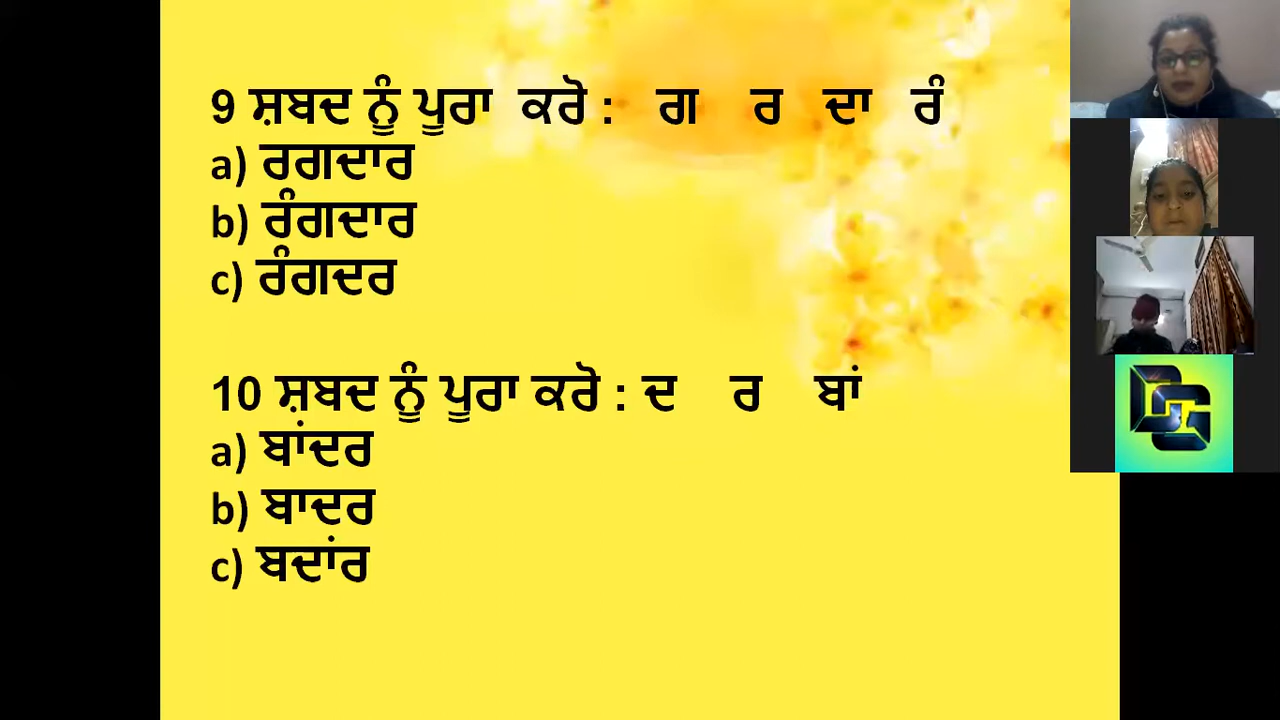 9 ਸ਼ਬਦ ਨੂੰ ਪੂਰਾ ਕਰੋ : ਗ ਰ ਦਾ ਰੰ
a) ਰਗਦਾਰ
b) ਰੰਗਦਾਰ
c) ਰੰਗਦਰ
10 ਸ਼ਬਦ ਨੂੰ ਪੂਰਾ ਕਰੋ : ਦ ਰ ਬਾਂ
a) ਬਾਂਦਰ
b) ਬਾਦਰ
c) ਬਦਾਂਰ